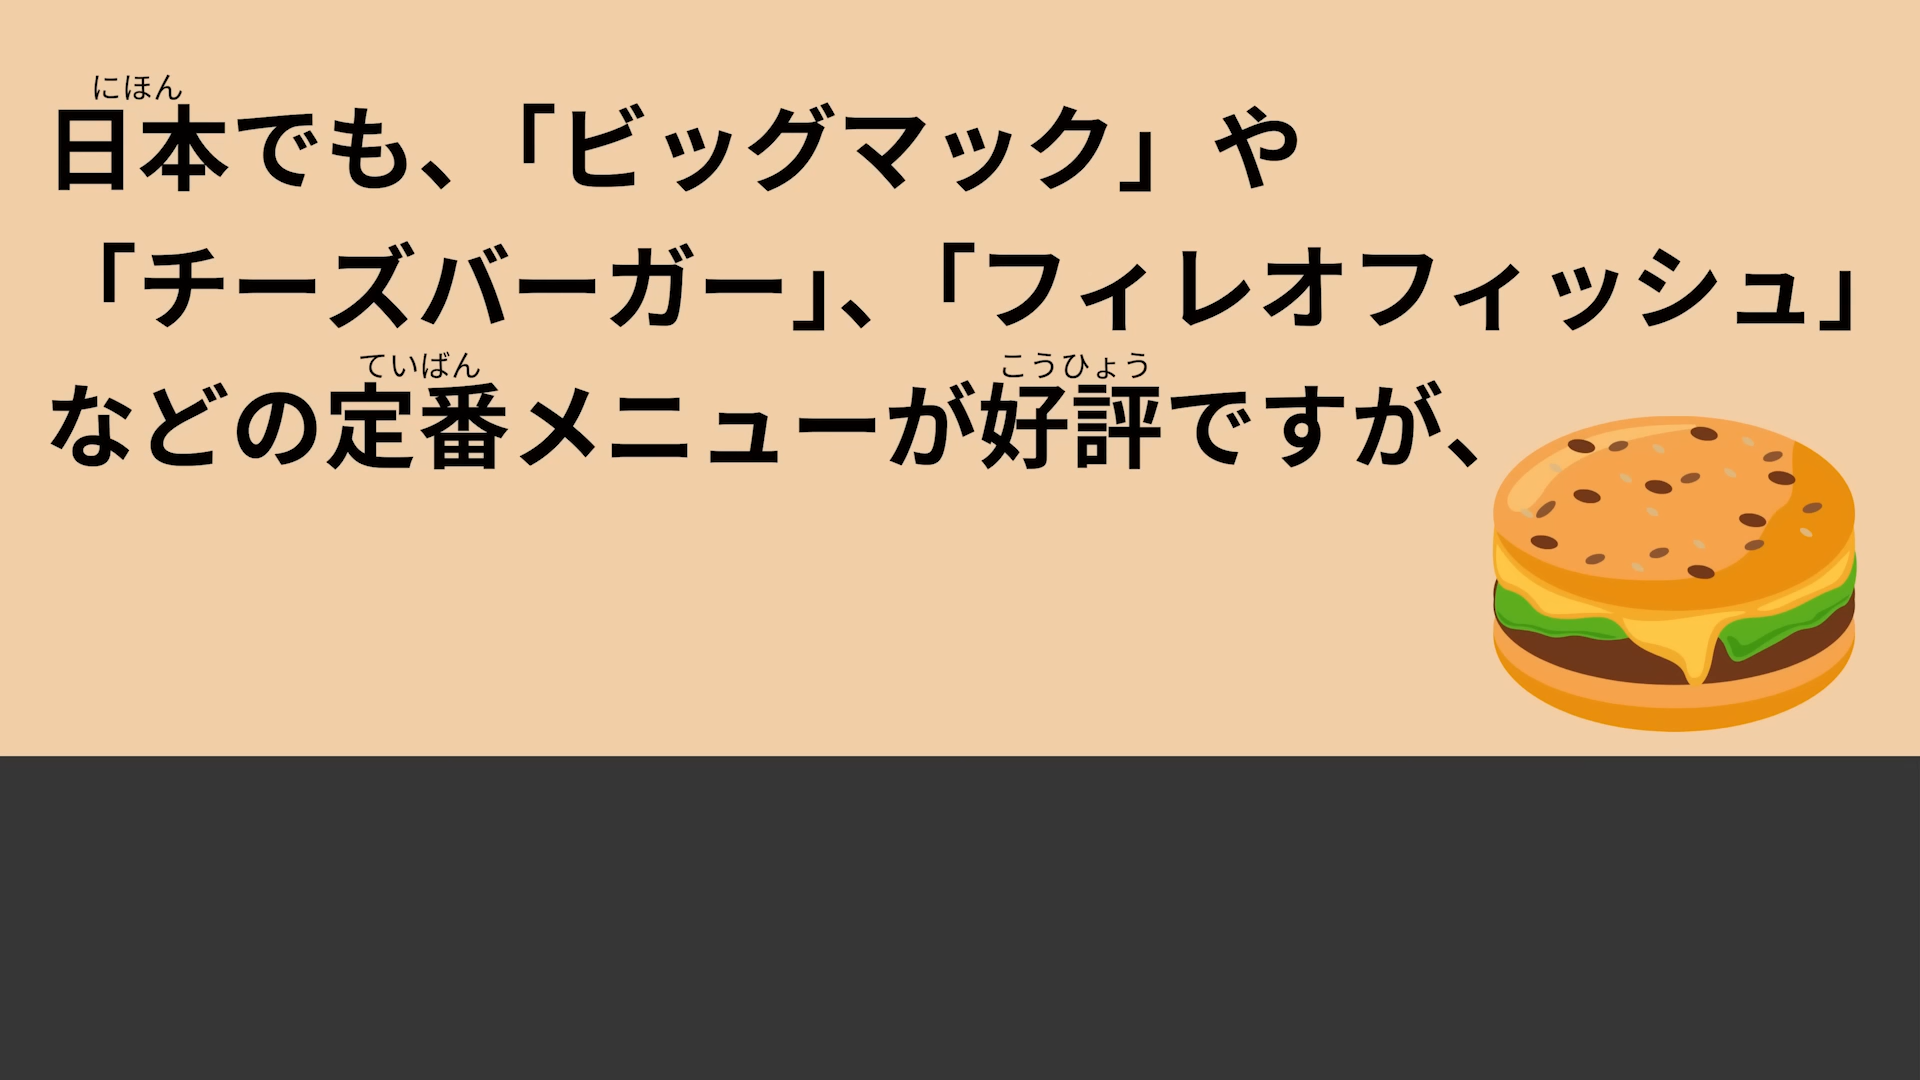 にほん
日本でも、「ビッグマック」や
「チーズバーガー」、「フィレオフィッシュ」
ていばん こうひょう
などの定番メニューが好評ですが、